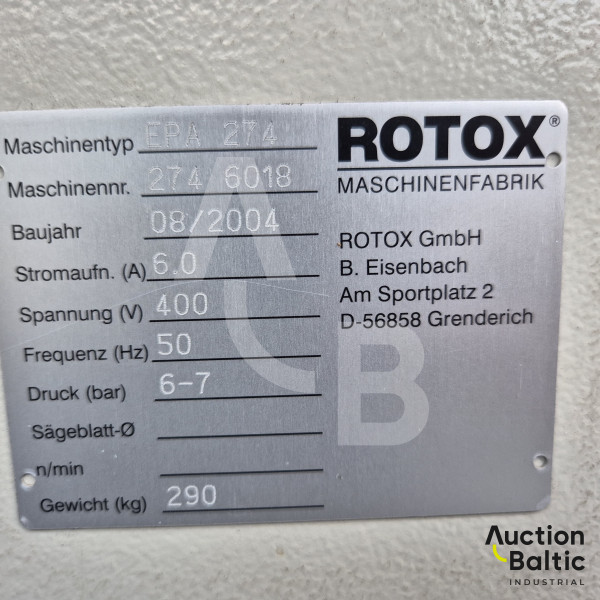 Maschinentyp EPA 274
Maschinennr. 274 6018
Baujahr 08/2004
Stromaufn. (A) 6.0
Spannung (V) 400
Frequenz (Hz) 50
Druck (bar) 6-7
Sägeblatt-Ø
n/min
Gewicht (kg) 290
ROTOX®
MASCHINENFABRIK
ROTOX GmbH
B. Eisenbach
Am Sportplatz 2
D-56858 Grenderich
AB
Auction
Baltic
INDUSTRIAL